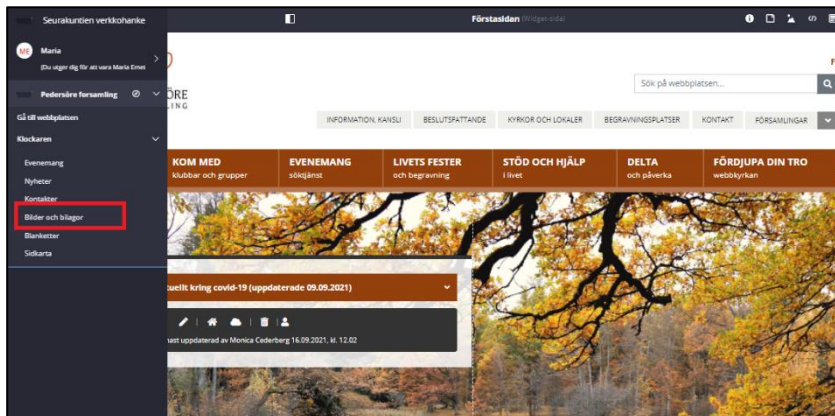 Seurakuntien verkkohanke
Förstasidan (Widget-sida)
ME
Maria
(Du utger dig för att vara Maria Emel
Pedersöre församling
ÖRE
LING
Sök på webbplatsen...
Gå till webbplatsen
INFORMATION, KANSLI
BESLUTSFATTANDE
KYRKOR OCH LOKALER
BEGRAVNINGSPLATSER
KONTAKT
FÖRSAMLINGAR
Klockaren
Evenemang
Nyheter
Kontakter
Bilder och bilagor
Blanketter
Sidkarta
KOM MED
klubbar och grupper
EVENEMANG
söktjänst
LIVETS FESTER
och begravning
STÖD OCH HJÄLP
i livet
DELTA
och påverka
FÖRDJUPA DIN TRO
webbkyrkan
tuellt kring covid-19 (uppdaterade 09.09.2021)
nast uppdaterad av Monica Cederberg 16.09.2021, kl. 12.02